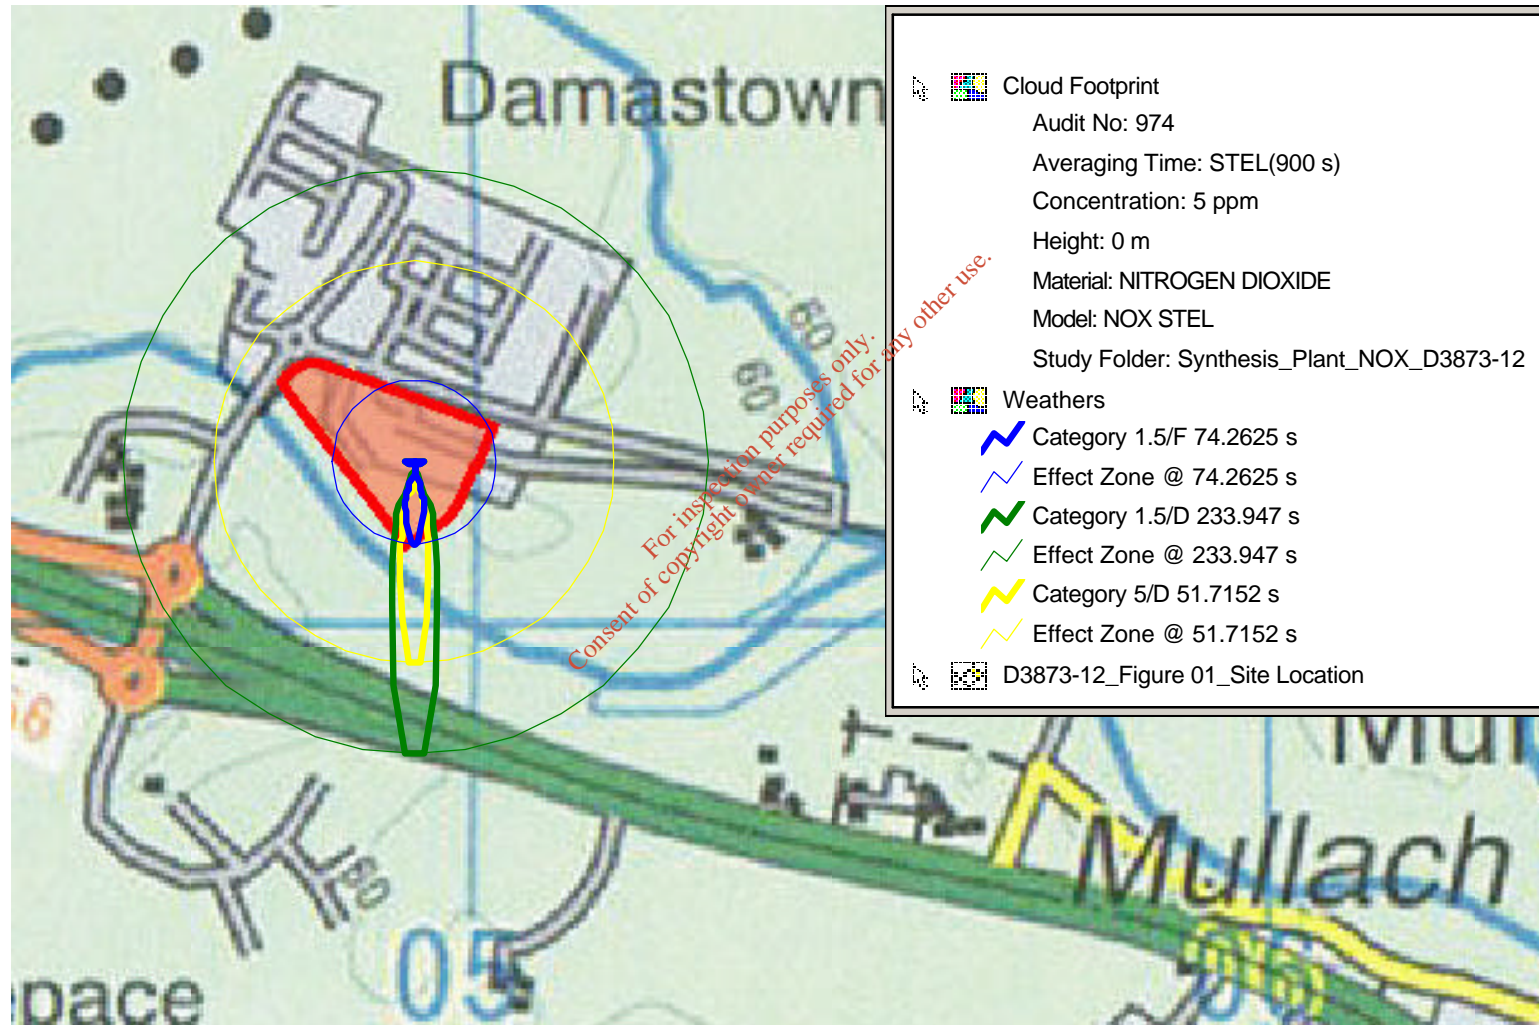 Damastown
Cloud Footprint
Audit No: 974
Averaging Time: STEL(900 s)
Concentration: 5 ppm
Height: 0 m
Material: NITROGEN DIOXIDE
Model: NOX STEL
Study Folder: Synthesis_Plant_NOX_D3873-12
Weathers
Category 1.5/F 74.2625 s
Effect Zone @ 74.2625 s
Category 1.5/D 233.947 s
Effect Zone @ 233.947 s
Category 5/D 51.7152 s
Effect Zone @ 51.7152 s
D3873-12_Figure 01_Site Location
For inspection purposes only.
Consent of copyright owner required for any other use.
60
60
60
Mullach
05
pace